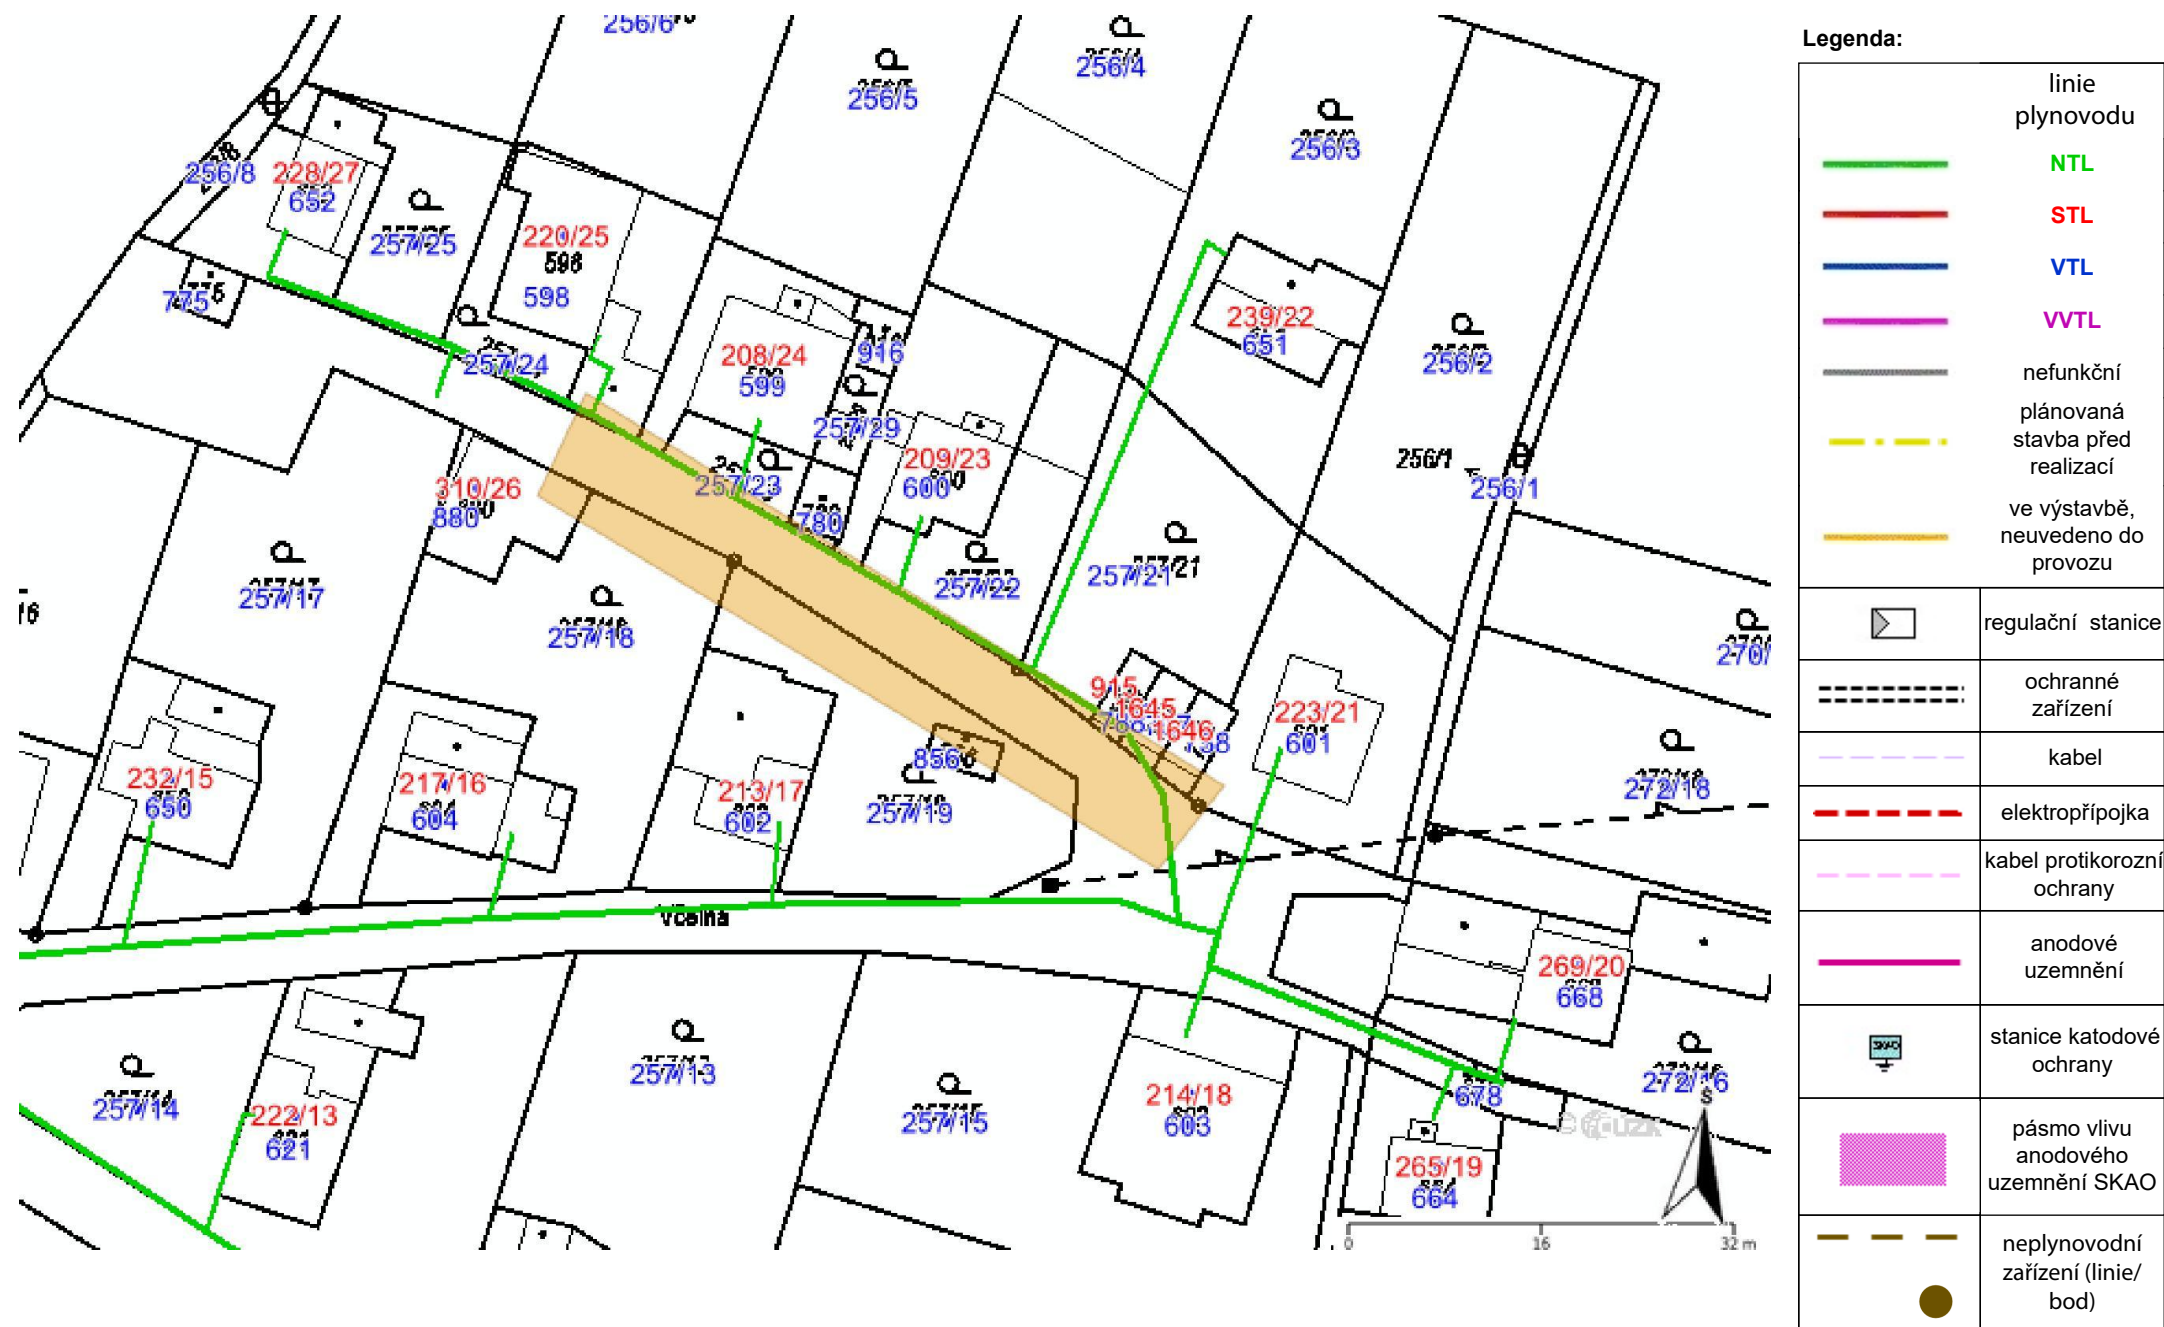 256/6
256/5
256/4
256/3
256/8
228/27
652
257/25
220/25
598
598
775
257/24
208/24
599
916
257/29
239/22
651
256/2
209/23
600
256/1
256/1
310/26
880
257/23
780
257/17
257/18
257/22
257/21
270/
915
1645
1646
223/21
601
232/15
650
217/16
604
213/17
602
856
257/19
272/18
Včelná
269/20
668
257/14
222/13
621
257/13
257/15
214/18
603
678
272/16
265/19
664
S
0 16 32 m
Legenda:
linie
plynovodu
NTL
STL
VTL
VVTL
nefunkční
plánovaná
stavba před
realizací
ve výstavbě,
neuvedeno do
provozu
regulační stanice
ochranné
zařízení
kabel
elektropřípojka
kabel protikorozní
ochrany
anodové
uzemnění
SKAO
stanice katodové
ochrany
pásmo vlivu
anodového
uzemnění SKAO
neplynovodní
zařízení (linie/
bod)